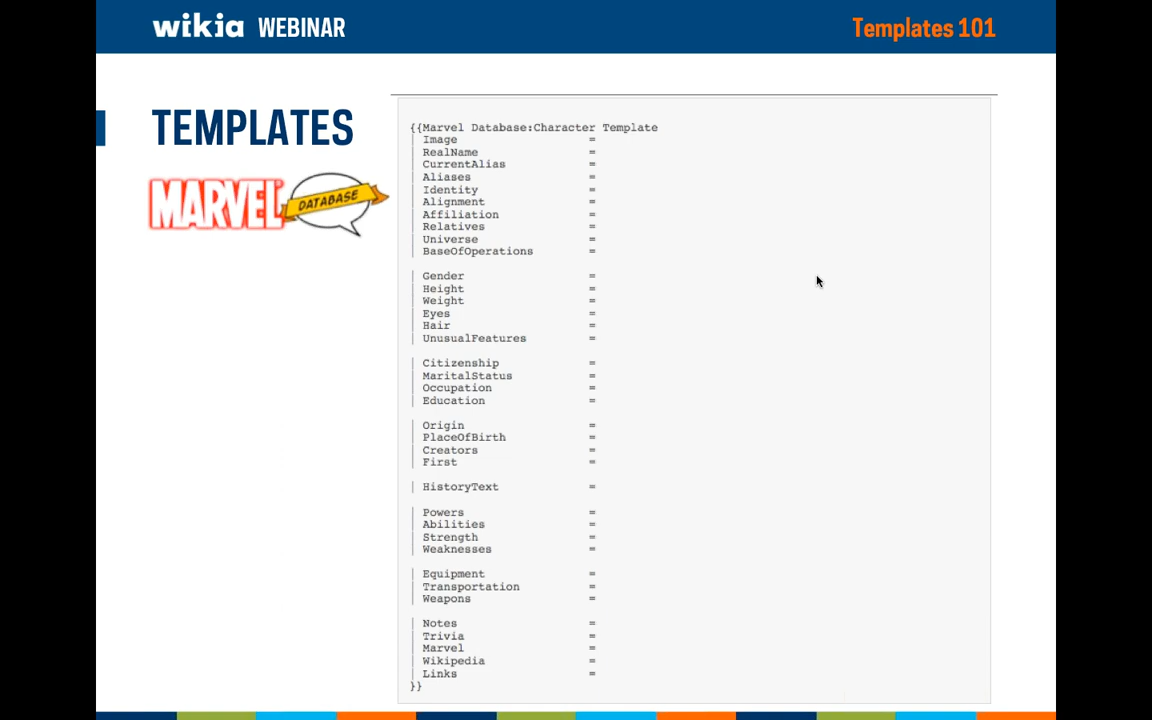 wikia WEBINAR
Templates 101
TEMPLATES
MARVEL DATABASE
{{Marvel Database:Character Template
| Image =
| RealName =
| CurrentAlias =
| Aliases =
| Identity =
| Alignment =
| Affiliation =
| Relatives =
| Universe =
| BaseOfOperations =
| Gender =
| Height =
| Weight =
| Eyes =
| Hair =
| UnusualFeatures =
| Citizenship =
| MaritalStatus =
| Occupation =
| Education =
| Origin =
| PlaceOfBirth =
| Creators =
| First =
| HistoryText =
| Powers =
| Abilities =
| Strength =
| Weaknesses =
| Equipment =
| Transportation =
| Weapons =
| Notes =
| Trivia =
| Marvel =
| Wikipedia =
| Links =
}}